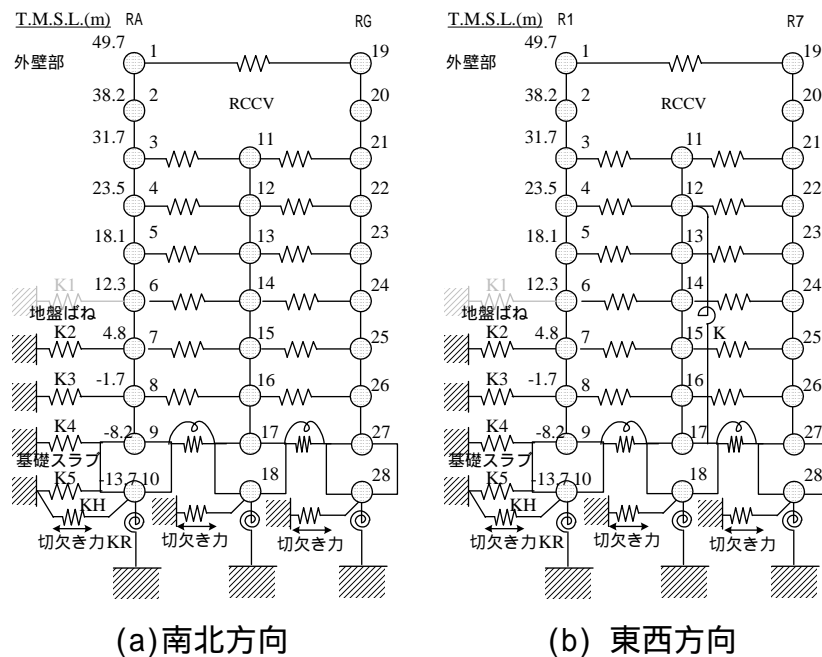 T.M.S.L.(m) RA RG
49.7 1 19
外壁部
38.2 2 20
RCCV
31.7 3 11 21
23.5 4 12 22
18.1 5 13 23
K1 12.3 6 14 24
地盤ばね
K2 4.8 7 15 25
K3 -1.7 8 16 26
K4 -8.2 9 17 27
基礎スラブ
K5 -13.7 10 18 28
KH
切欠き力 KR 切欠き力 切欠き力
(a)南北方向
T.M.S.L.(m) R1 R7
49.7 1 19
外壁部
38.2 2 20
RCCV
31.7 3 11 21
23.5 4 12 22
18.1 5 13 23
K1 12.3 6 14 24
地盤ばね
K2 4.8 7 15 K 25
K3 -1.7 8 16 26
K4 -8.2 9 17 27
基礎スラブ
K5 -13.7 10 18 28
KH
切欠き力 KR 切欠き力 切欠き力
(b) 東西方向